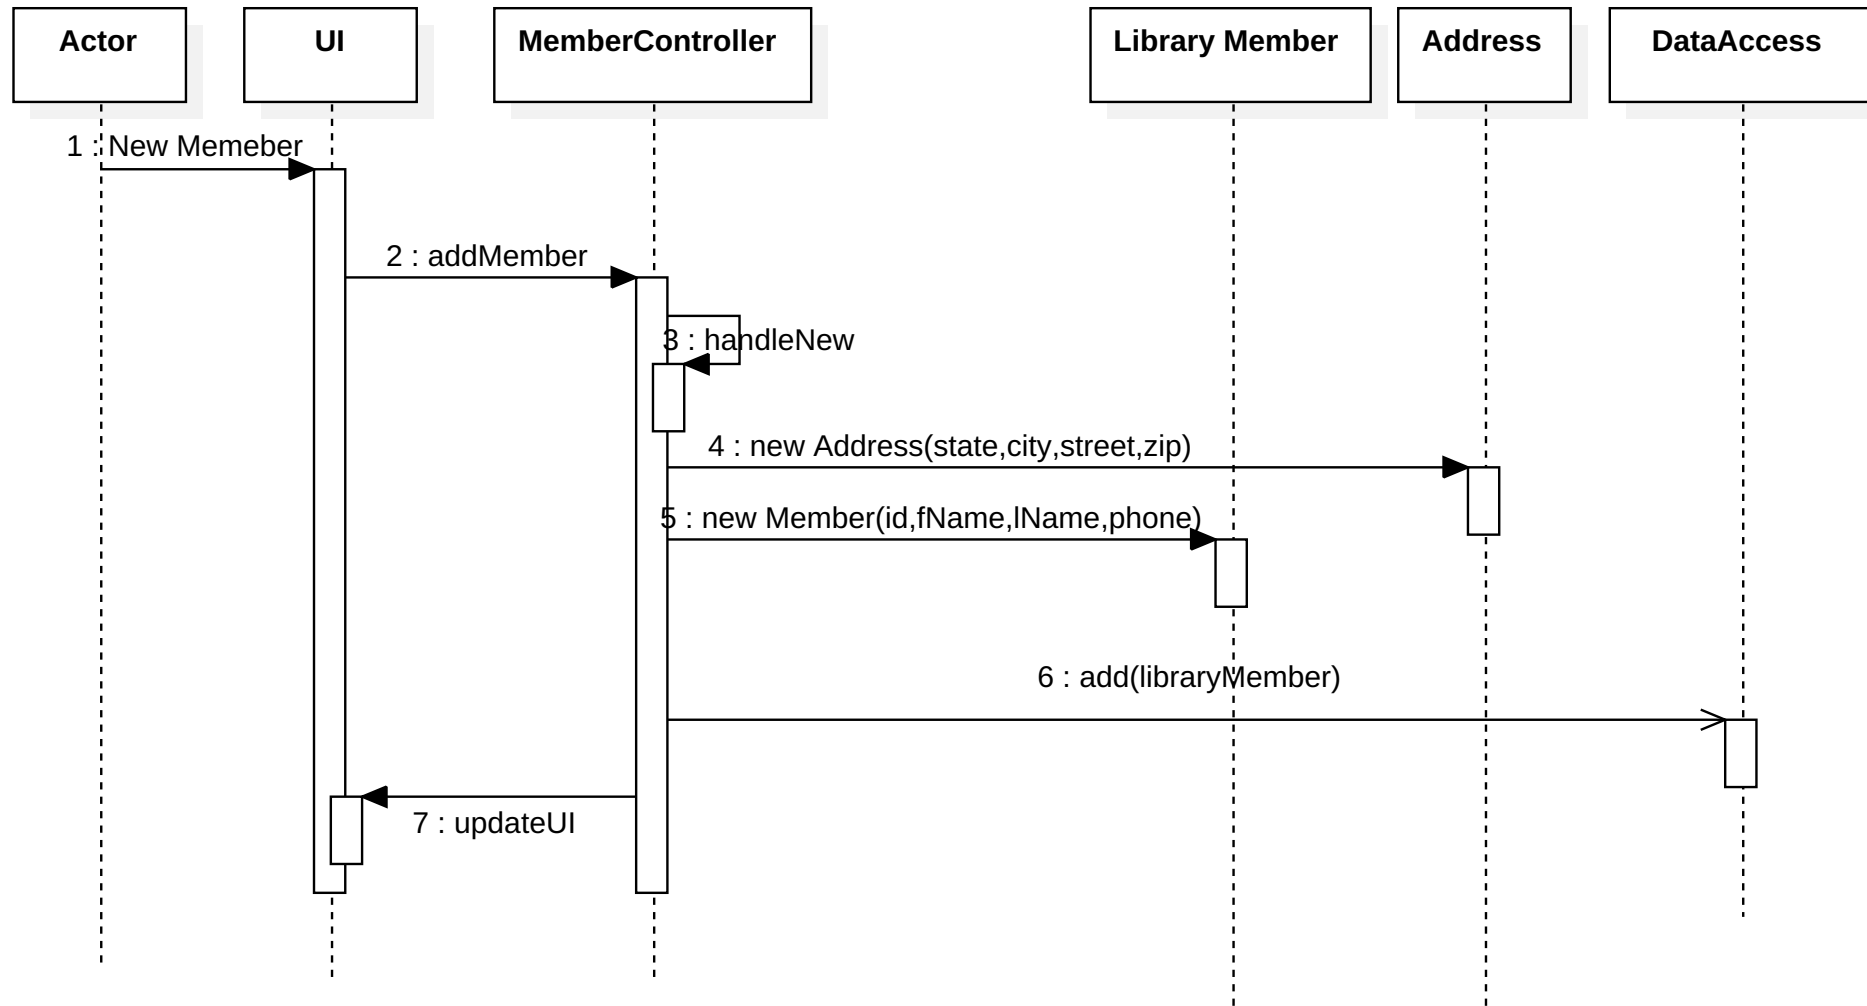 Actor
UI
MemberController
Library Member
Address
DataAccess
1 : New Memeber
2 : addMember
3 : handleNew
4 : new Address(state,city,street,zip)
5 : new Member(id,fName,lName,phone)
6 : add(libraryMember)
7 : updateUI